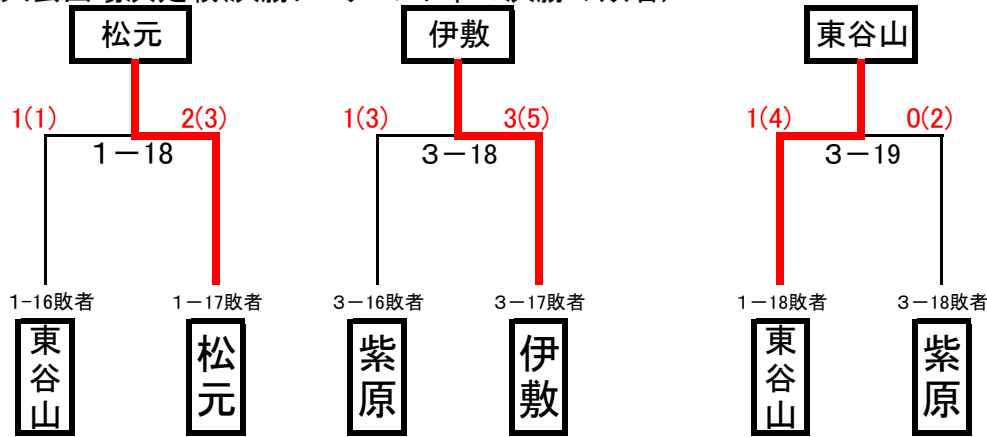 松元
伊敷
東谷山
1(1)
2(3)
1(3)
3(5)
1(4)
0(2)
1－18
3－18
3－19
1-16敗者
1－17敗者
3－16敗者
3－17敗者
1－18敗者
3－18敗者
東谷山
松元
紫原
伊敷
東谷山
紫原